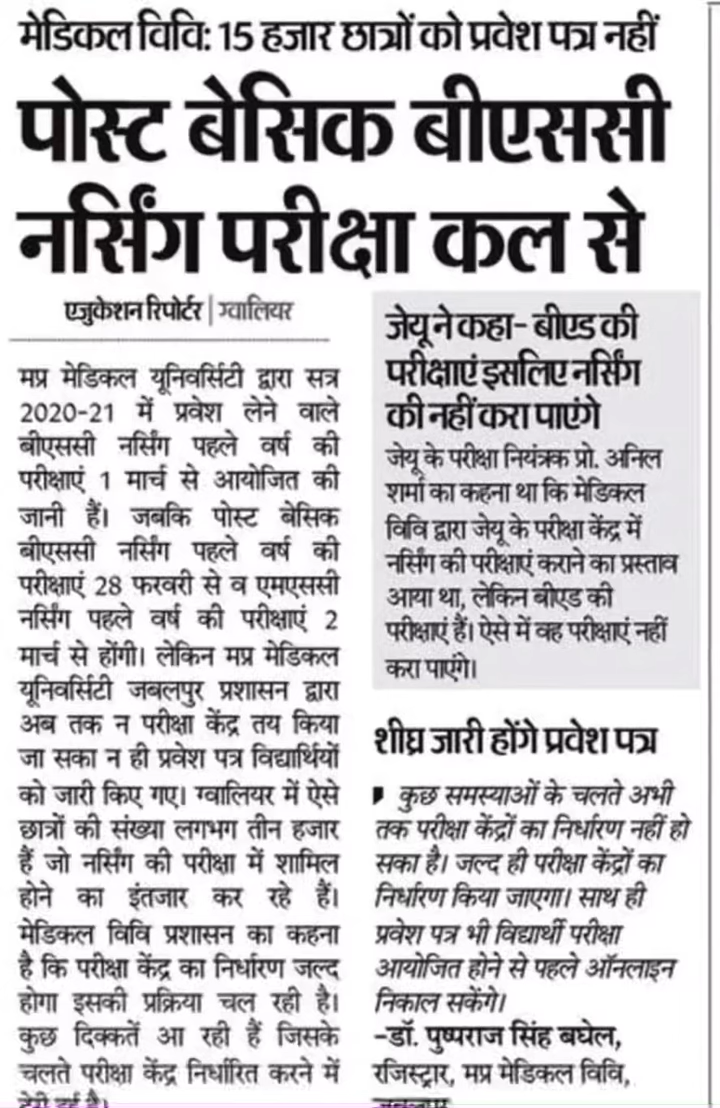 मेडिकल विवि: 15 हजार छात्रों को प्रवेश पत्र नहीं
पोस्ट बेसिक बीएससी
नर्सिंग परीक्षा कल से
एजुकेशन रिपोर्टर | ग्वालियर
मप्र मेडिकल यूनिवर्सिटी द्वारा सत्र
2020-21 में प्रवेश लेने वाले
बीएससी नर्सिंग पहले वर्ष की
परीक्षाएं 1 मार्च से आयोजित की
जानी हैं। जबकि पोस्ट बेसिक
बीएससी नर्सिंग पहले वर्ष की
परीक्षाएं 28 फरवरी से व एमएससी
नर्सिंग पहले वर्ष की परीक्षाएं 2
मार्च से होंगी। लेकिन मप्र मेडिकल
यूनिवर्सिटी जबलपुर प्रशासन द्वारा
अब तक न परीक्षा केंद्र तय किया
जा सका न ही प्रवेश पत्र विद्यार्थियों
को जारी किए गए। ग्वालियर में ऐसे
छात्रों की संख्या लगभग तीन हजार
हैं जो नर्सिंग की परीक्षा में शामिल
होने का इंतजार कर रहे हैं।
मेडिकल विवि प्रशासन का कहना
है कि परीक्षा केंद्र का निर्धारण जल्द
होगा इसकी प्रक्रिया चल रही है।
कुछ दिक्कतें आ रही हैं जिसके
चलते परीक्षा केंद्र निर्धारित करने में
देरी हुई है।
जेयू ने कहा- बीएड की
परीक्षाएं इसलिए नर्सिंग
की नहीं करा पाएंगे
जेयू के परीक्षा नियंत्रक प्रो. अनिल
शर्मा का कहना था कि मेडिकल
विवि द्वारा जेयू के परीक्षा केंद्र में
नर्सिंग की परीक्षाएं कराने का प्रस्ताव
आया था, लेकिन बीएड की
परीक्षाएं हैं। ऐसे में वह परीक्षाएं नहीं
करा पाएंगे।
शीघ्र जारी होंगे प्रवेश पत्र
कुछ समस्याओं के चलते अभी
तक परीक्षा केंद्रों का निर्धारण नहीं हो
सका है। जल्द ही परीक्षा केंद्रों का
निर्धारण किया जाएगा। साथ ही
प्रवेश पत्र भी विद्यार्थी परीक्षा
आयोजित होने से पहले ऑनलाइन
निकाल सकेंगे।
-डॉ. पुष्पराज सिंह बघेल,
रजिस्ट्रार, मप्र मेडिकल विवि,
जबलपुर